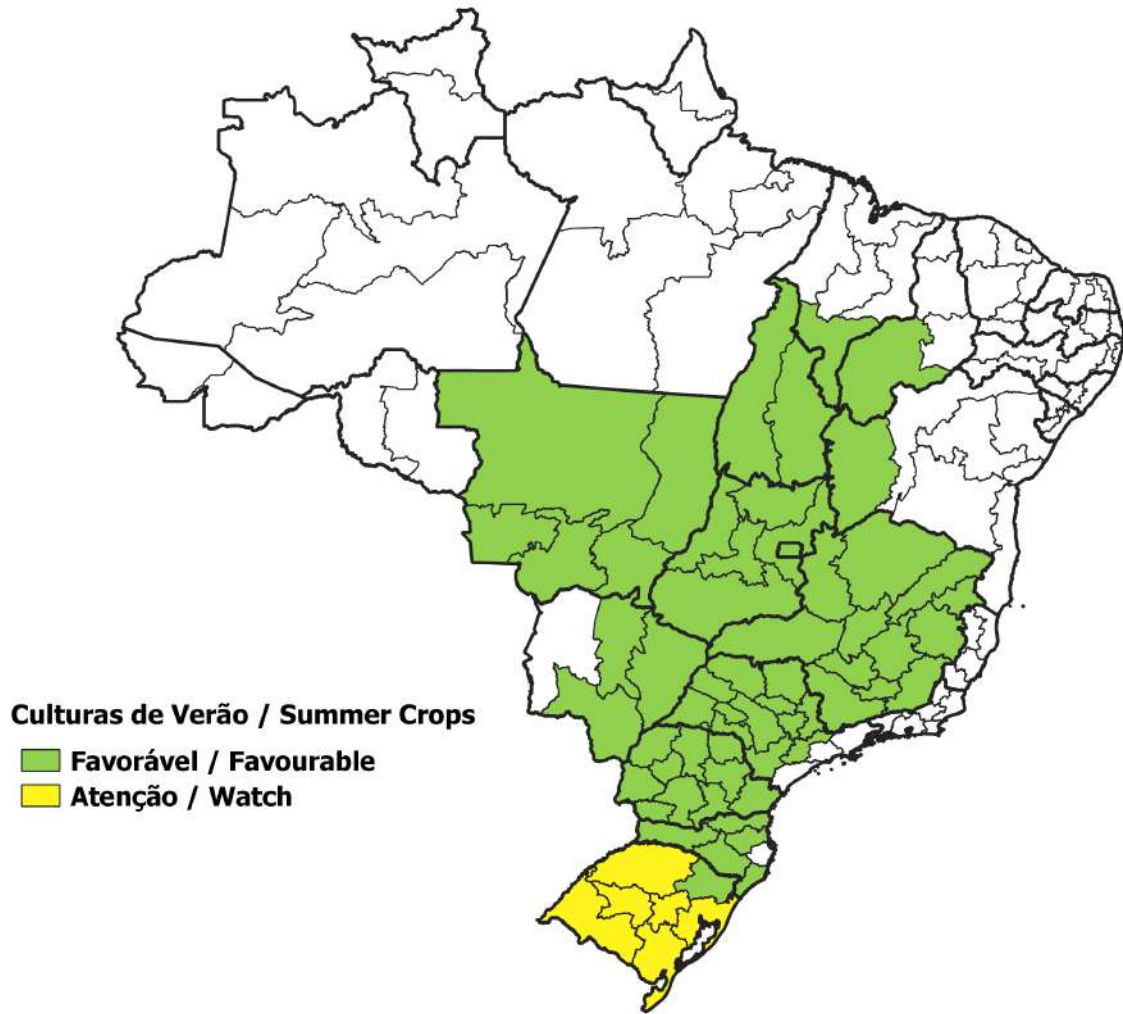 Culturas de Verão / Summer Crops
Favorável / Favourable
Atenção / Watch